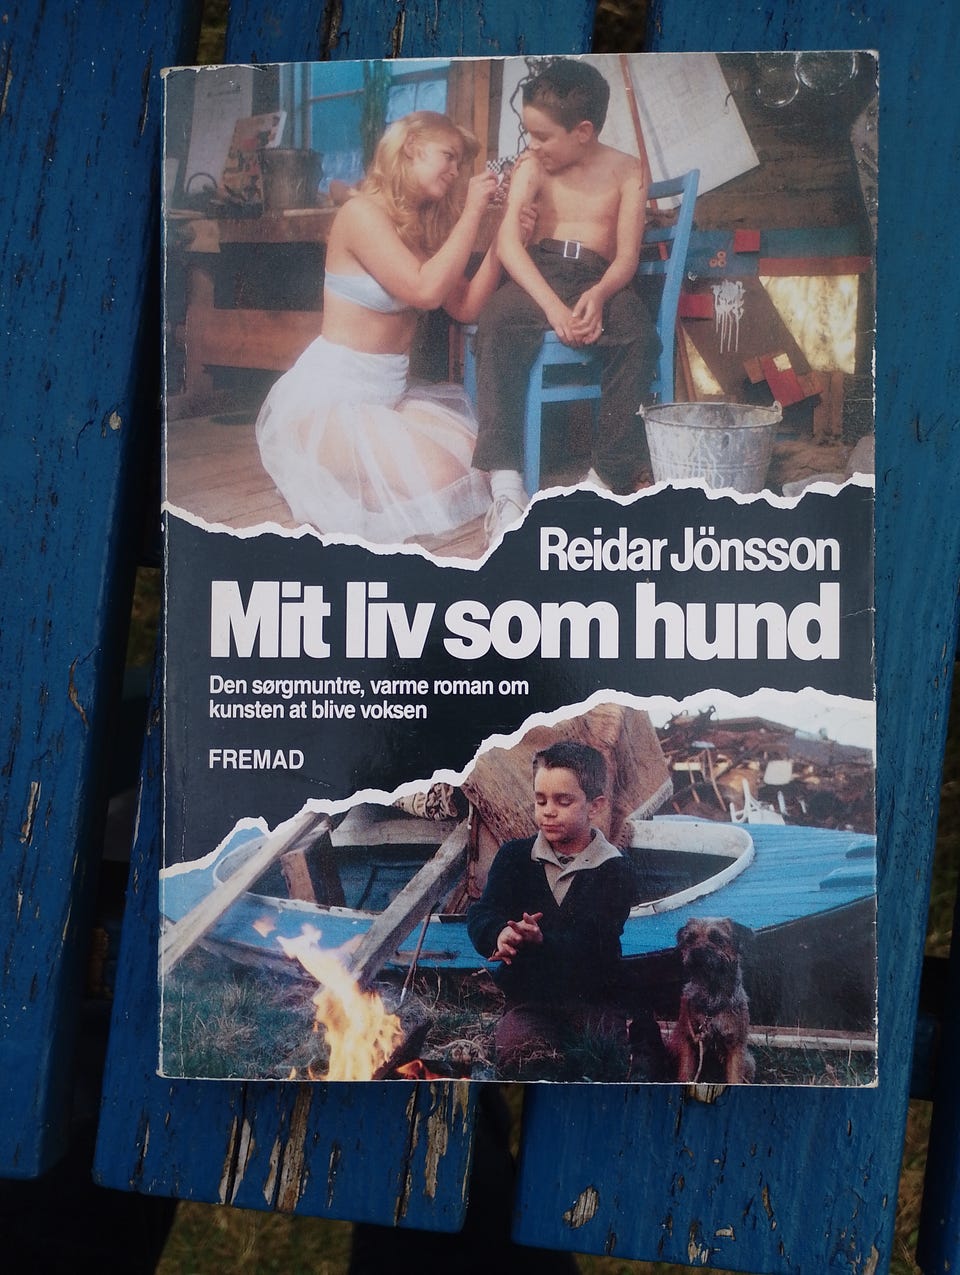 Reidar Jönsson
Mit liv som hund
Den sørgmuntre, varme roman om
kunsten at blive voksen
FREMAD